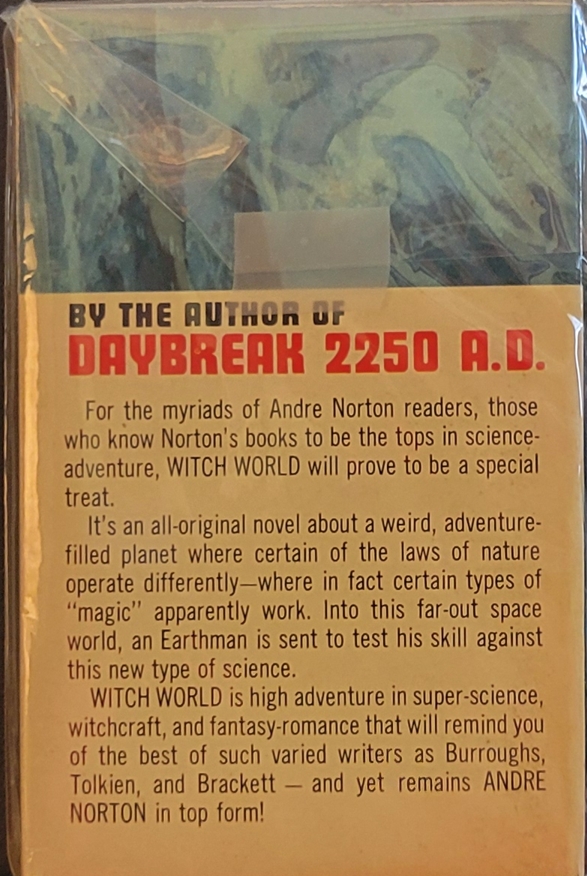 BY THE AUTHOR OF
DAYBREAK 2250 A.D.
For the myriads of Andre Norton readers, those
who know Norton's books to be the tops in science-
adventure, WITCH WORLD will prove to be a special
treat.
It's an all-original novel about a weird, adventure-
filled planet where certain of the laws of nature
operate differently—where in fact certain types of
"magic" apparently work. Into this far-out space
world, an Earthman is sent to test his skill against
this new type of science.
WITCH WORLD is high adventure in super-science,
witchcraft, and fantasy-romance that will remind you
of the best of such varied writers as Burroughs,
Tolkien, and Brackett — and yet remains ANDRE
NORTON in top form!